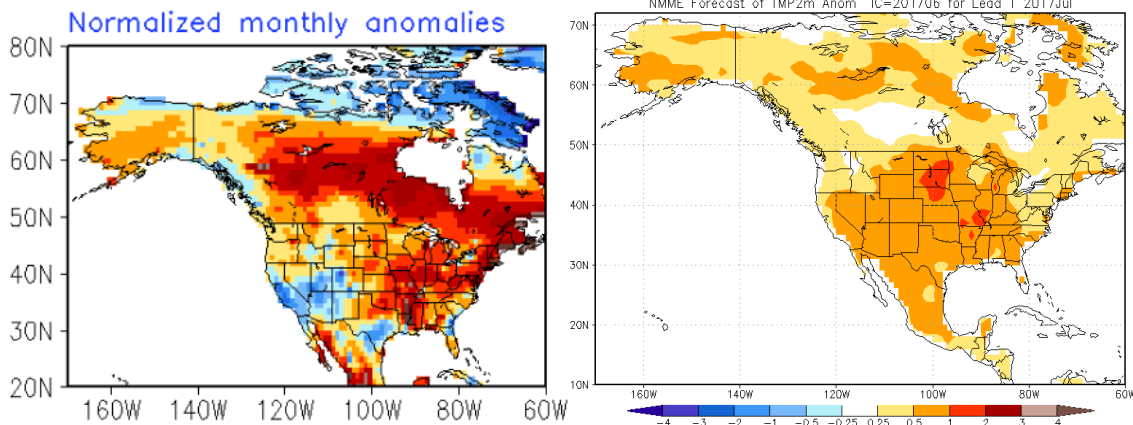 Normalized monthly anomalies
80N
70N
60N
50N
40N
30N
20N
160W 140W 120W 100W 80W 60W
NMME Forecast of TMP2m Anom IC=201706 for Lead 1 2017Jul
70N
60N
50N
40N
30N
20N
10N
160W 140W 120W 100W 80W 60W
-4 -3 -2 -1 -0.5 -0.25 0.25 0.5 1 2 3 4